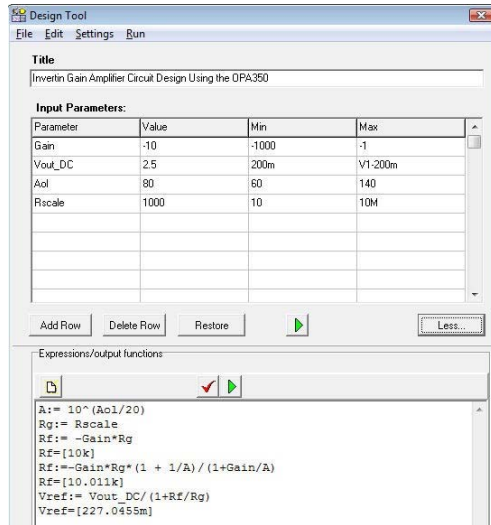 Design Tool
File Edit Settings Run
Title
Invertin Gain Amplifier Circuit Design Using the OPA350
Input Parameters:
Parameter Value Min Max
Gain -10 -1000 -1
Vout_DC 2.5 200m V1-200m
Aol 80 60 140
Rscale 1000 10 10M
Add Row Delete Row Restore Less...
Expressions/output functions
A:= 10^(Aol/20)
Rg:= Rscale
Rf:= -Gain*Rg
Rf=[10k]
Rf:=-Gain*Rg*(1 + 1/A)/(1+Gain/A)
Rf=[10.011k]
Vref:= Vout_DC/(1+Rf/Rg)
Vref=[227.0455m]